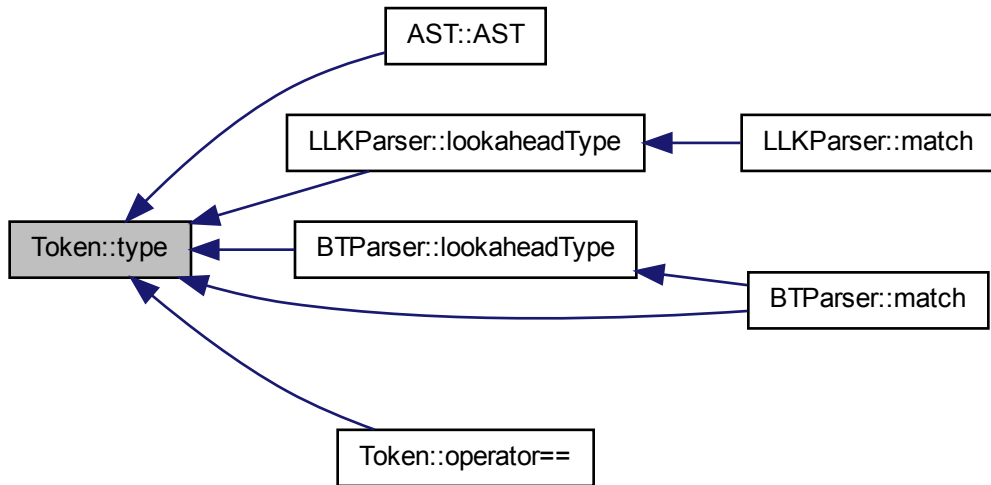 AST::AST
LLKParser::lookaheadType
LLKParser::match
Token::type
BTParser::lookaheadType
BTParser::match
Token::operator==